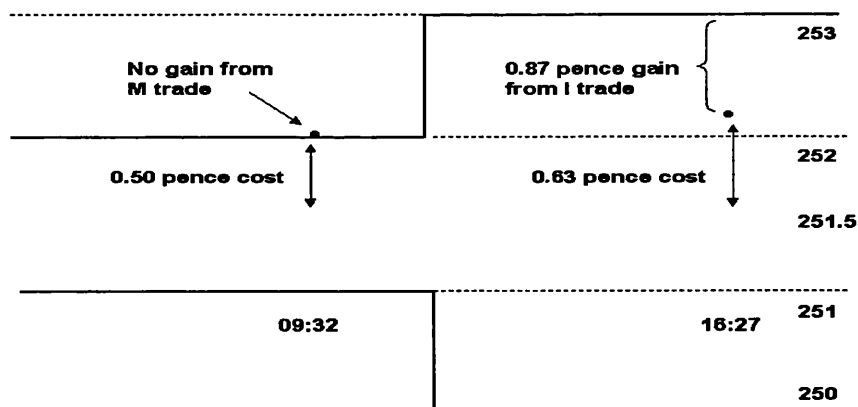 253
No gain from
M trade
0.87 pence gain
from I trade
252
0.50 pence cost
0.63 pence cost
251.5
09:32
16:27
251
250